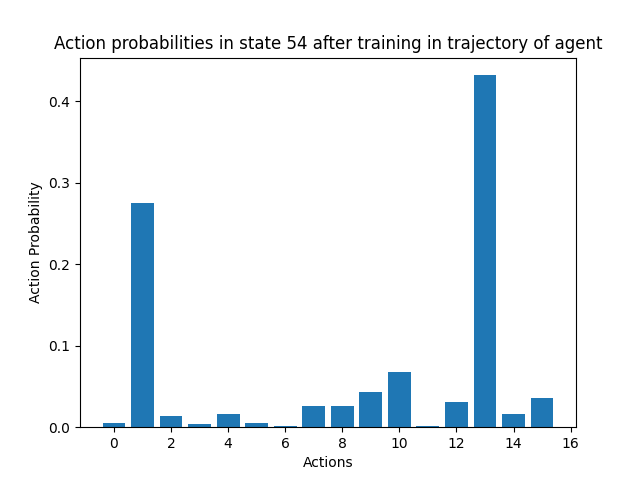 Action probabilities in state 54 after training in trajectory of agent
0.4
0.3
0.2
0.1
0.0
Action Probability
0 2 4 6 8 10 12 14 16
Actions